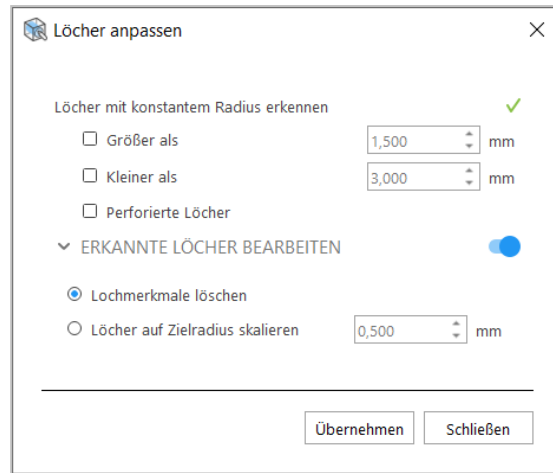 Löcher anpassen
Löcher mit konstantem Radius erkennen
Größer als 1,500 mm
Kleiner als 3,000 mm
Perforierte Löcher
ERKANNTE LÖCHER BEARBEITEN
Lochmerkmale löschen
Löcher auf Zielradius skalieren 0,500 mm
Übernehmen Schließen